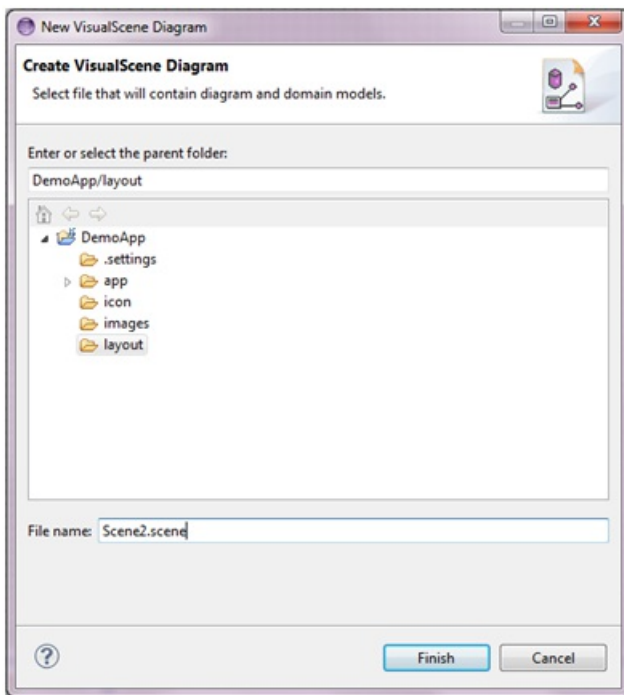 New VisualScene Diagram
Create VisualScene Diagram
Select file that will contain diagram and domain models.
Enter or select the parent folder:
DemoApp/layout
DemoApp
.settings
app
icon
images
layout
File name: Scene2.scene
Finish Cancel